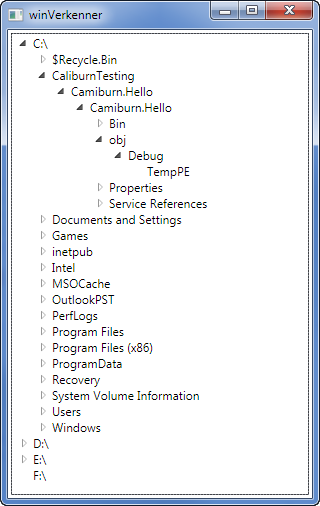 winVerkenner
C:\
$Recycle.Bin
CaliburnTesting
Camiburn.Hello
Camiburn.Hello
Bin
obj
Debug
TempPE
Properties
Service References
Documents and Settings
Games
inetpub
Intel
MSOCache
OutlookPST
PerfLogs
Program Files
Program Files (x86)
ProgramData
Recovery
System Volume Information
Users
Windows
D:\
E:\
F:\